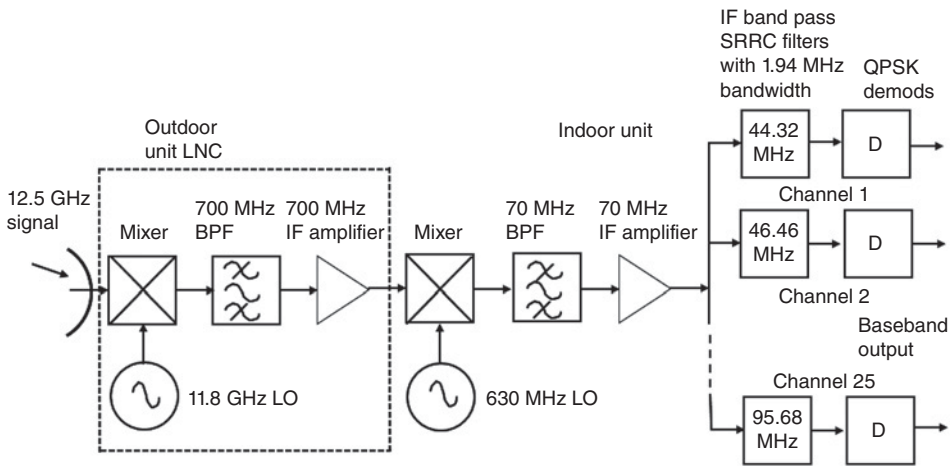 IF band pass
SRRC filters
with 1.94 MHz
bandwidth
QPSK
demods
Outdoor
unit LNC
Indoor unit
12.5 GHz
signal
Mixer
700 MHz
BPF
700 MHz
IF amplifier
Mixer
70 MHz
BPF
70 MHz
IF amplifier
44.32
MHz
D
Channel 1
46.46
MHz
D
Channel 2
Baseband
output
11.8 GHz LO
630 MHz LO
Channel 25
95.68
MHz
D